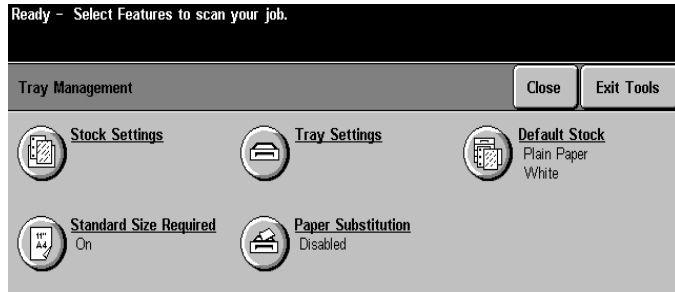 Ready - Select Features to scan your job.
Tray Management
Close
Exit Tools
Stock Settings
Tray Settings
Default Stock
Plain Paper
White
11"
A4
Standard Size Required
On
Paper Substitution
Disabled